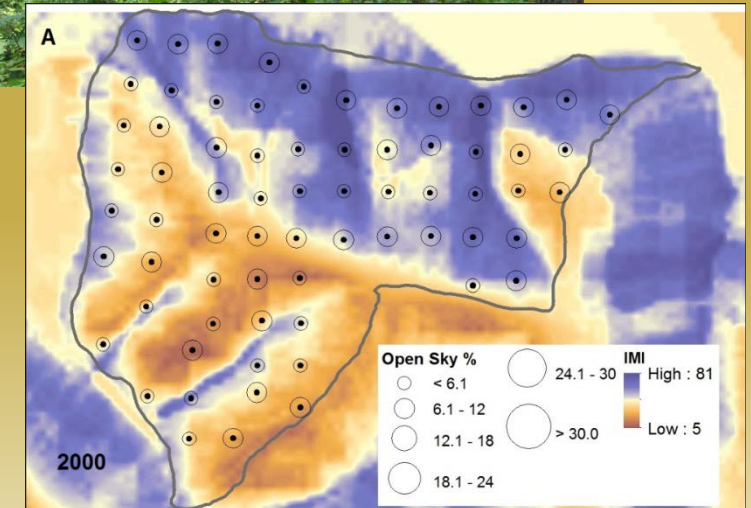 A
Open Sky %
< 6.1
6.1 - 12
12.1 - 18
18.1 - 24
24.1 - 30
> 30.0
IMI
High : 81
Low : 5
2000